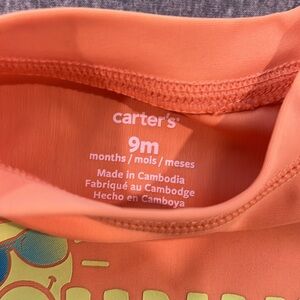 carter's
9m
months / mois / meses
Made in Cambodia
Fabriqué au Cambodge
Hecho en Camboya